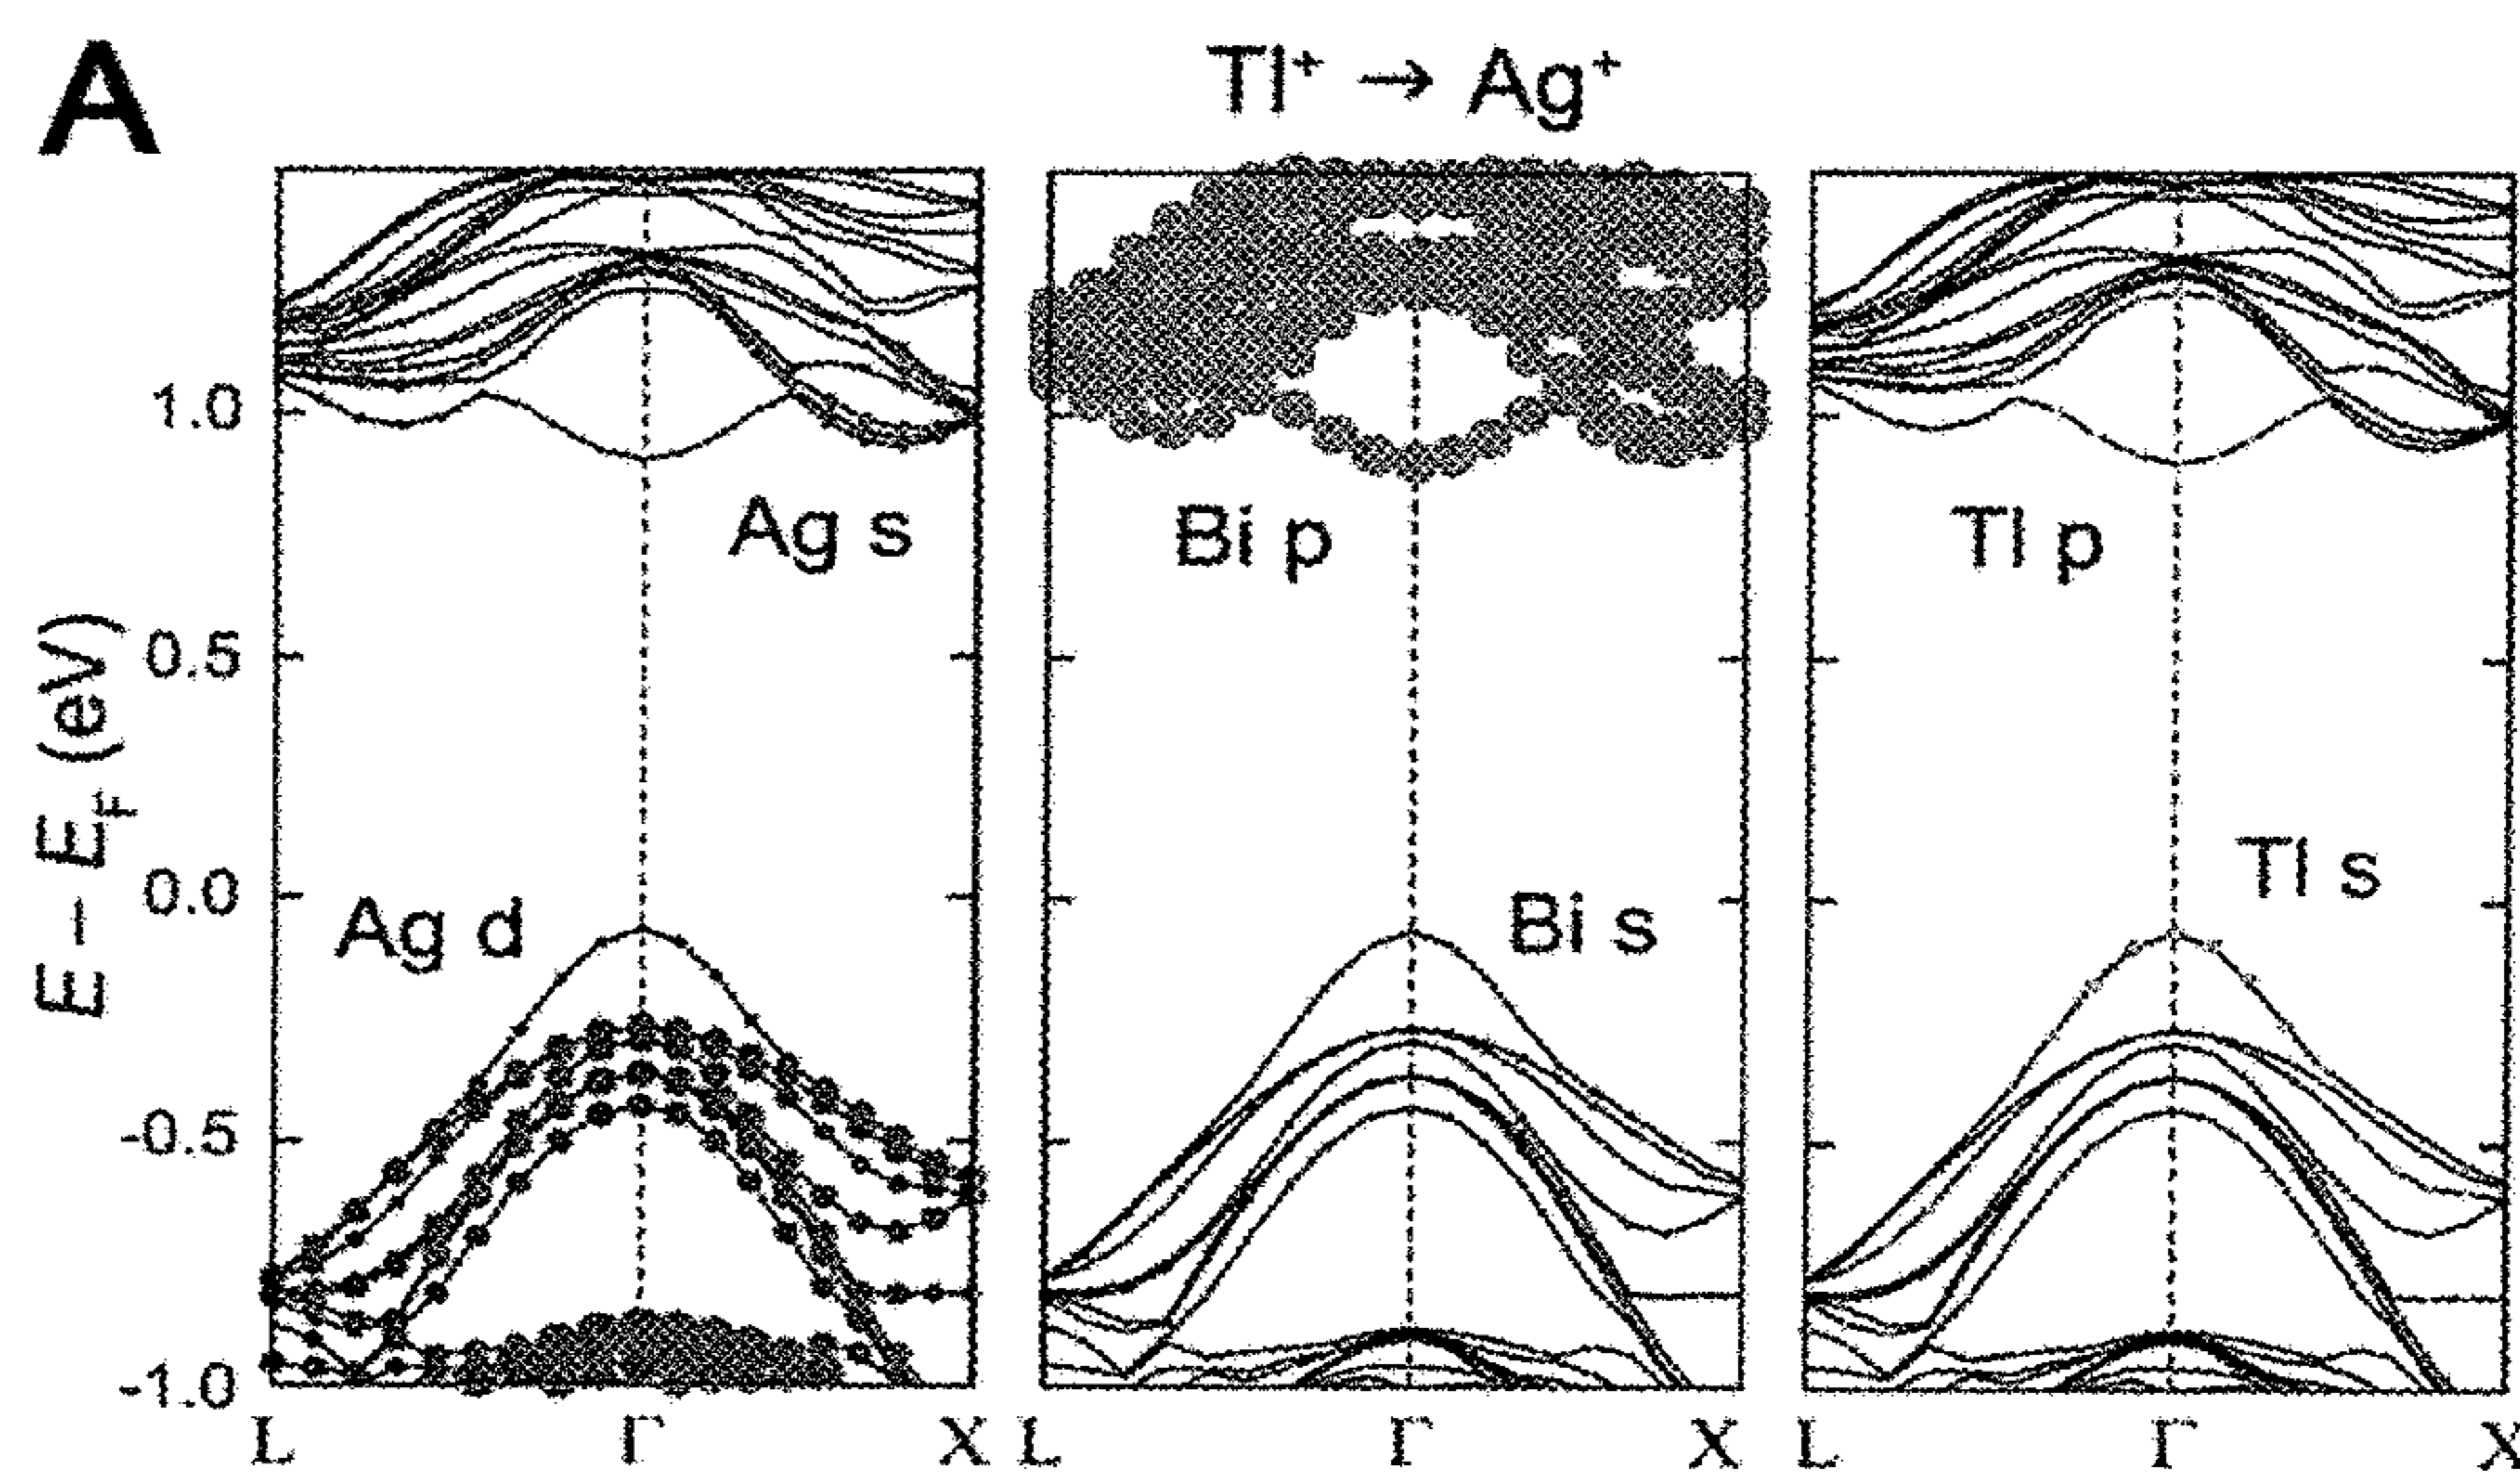 A
Tl⁺ → Ag⁺
1.0
0.5
0.0
-0.5
-1.0
E – E_F (eV)
Ag s
Ag d
Bi p
Bi s
Tl p
Tl s
L Γ X
L Γ X
L Γ X